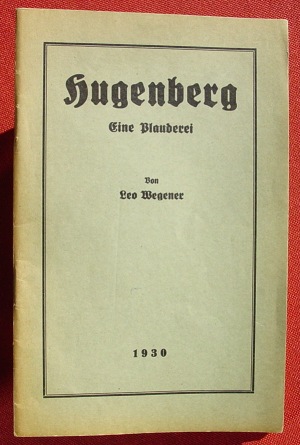 Hugenberg
Eine Plauderei
Von
Leo Wegener
1930